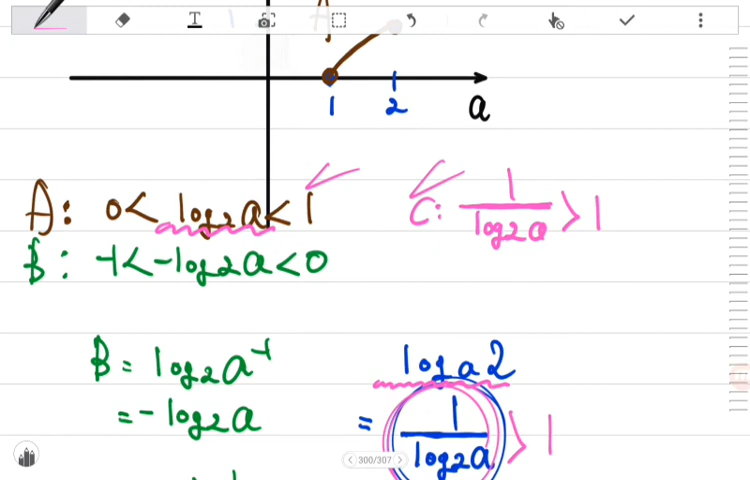 T
A
1 2 a
A: 0 < log₂a < 1
C: 1/log₂a > 1
B: -1 < -log₂a < 0
B = log₂a⁻¹
= -log₂a
logₐ2
= 1/log₂a > 1
300/307